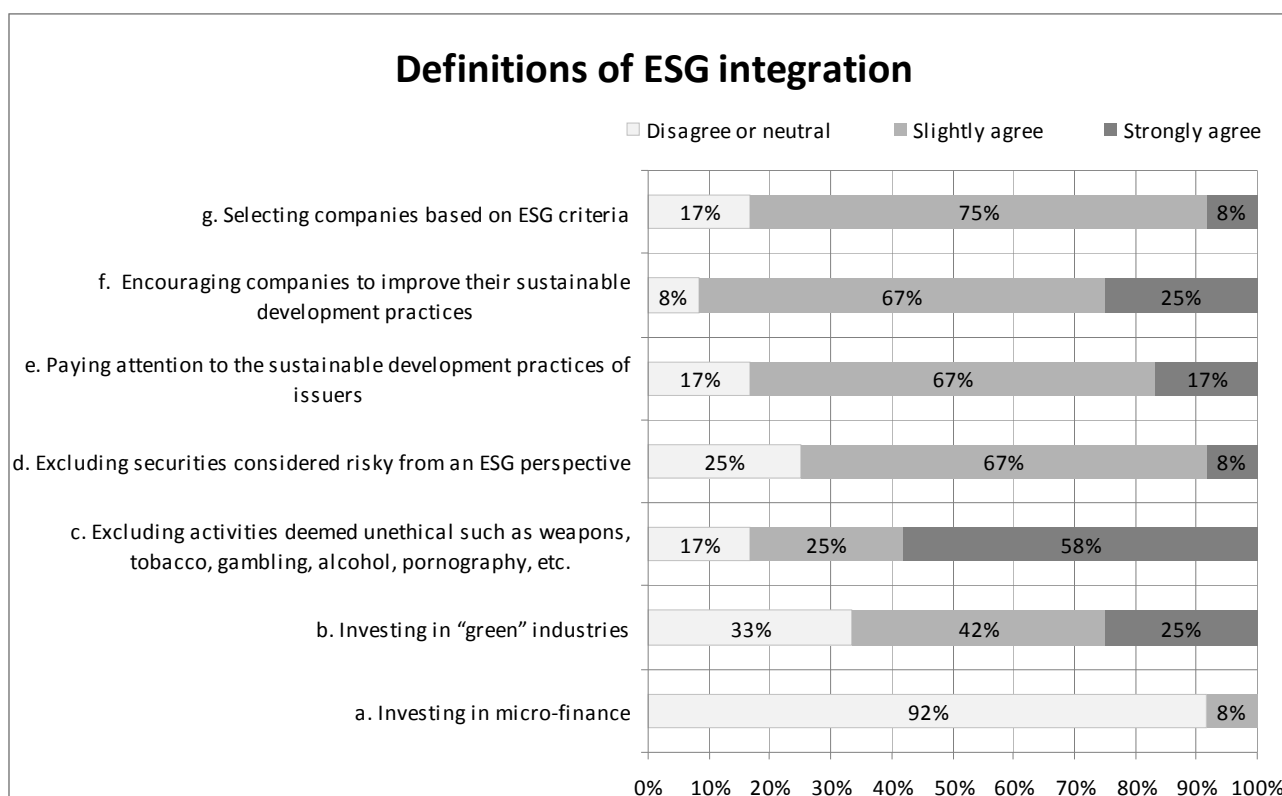 Definitions of ESG integration
Disagree or neutral Slightly agree Strongly agree
g. Selecting companies based on ESG criteria
17% 75% 8%
f. Encouraging companies to improve their sustainable
development practices
8% 67% 25%
e. Paying attention to the sustainable development practices of
issuers
17% 67% 17%
d. Excluding securities considered risky from an ESG perspective
25% 67% 8%
c. Excluding activities deemed unethical such as weapons,
tobacco, gambling, alcohol, pornography, etc.
17% 25% 58%
b. Investing in “green” industries
33% 42% 25%
a. Investing in micro-finance
92% 8%
0% 10% 20% 30% 40% 50% 60% 70% 80% 90% 100%